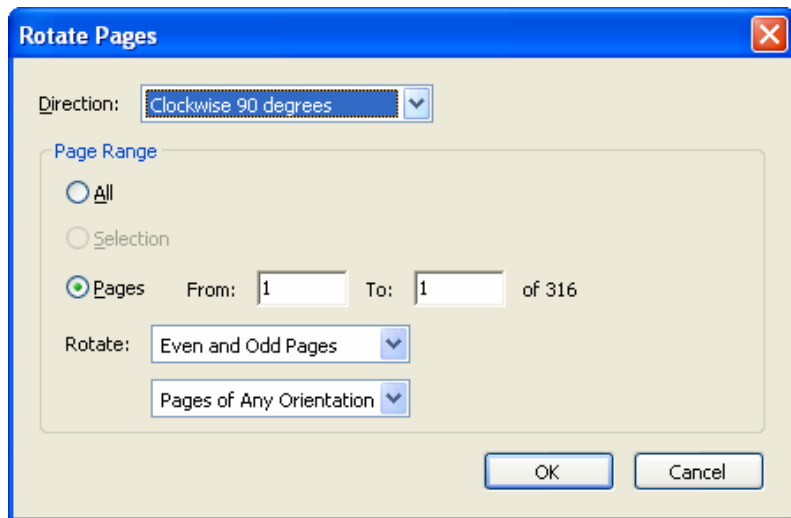 Rotate Pages
Direction: Clockwise 90 degrees
Page Range
All
Selection
Pages From: 1 To: 1 of 316
Rotate: Even and Odd Pages
Pages of Any Orientation
OK Cancel